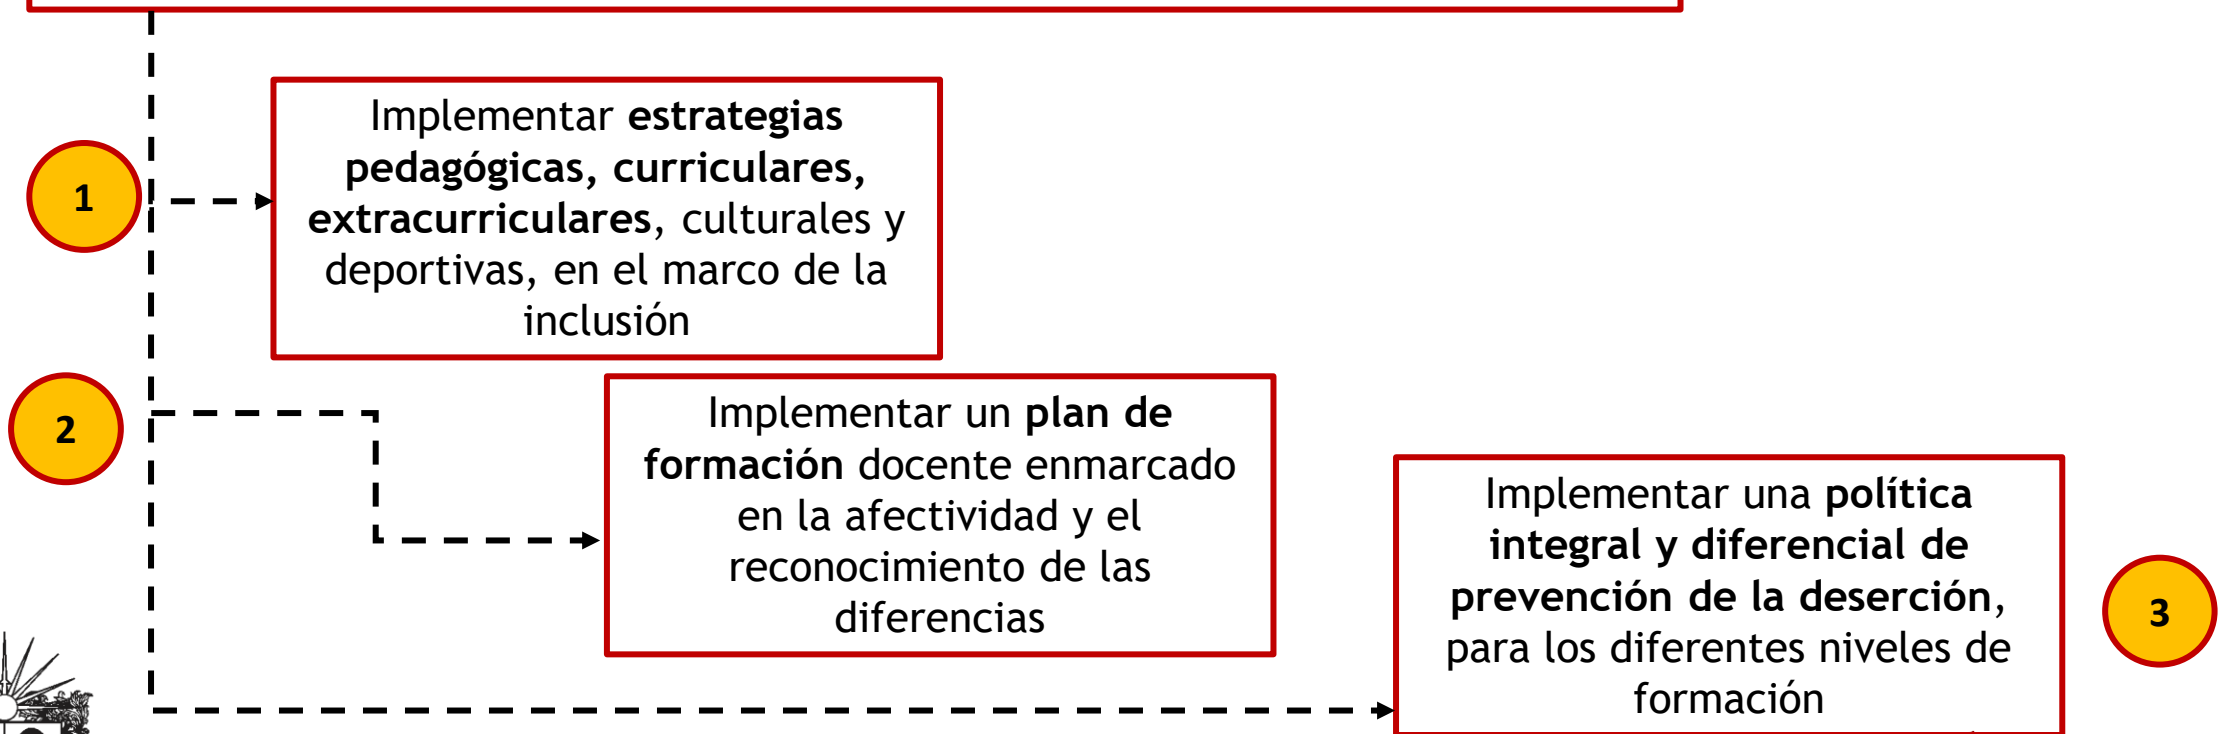 1
Implementar estrategias
pedagógicas, curriculares,
extracurriculares, culturales y
deportivas, en el marco de la
inclusión
2
Implementar un plan de
formación docente enmarcado
en la afectividad y el
reconocimiento de las
diferencias
Implementar una política
integral y diferencial de
prevención de la deserción,
para los diferentes niveles de
formación
3